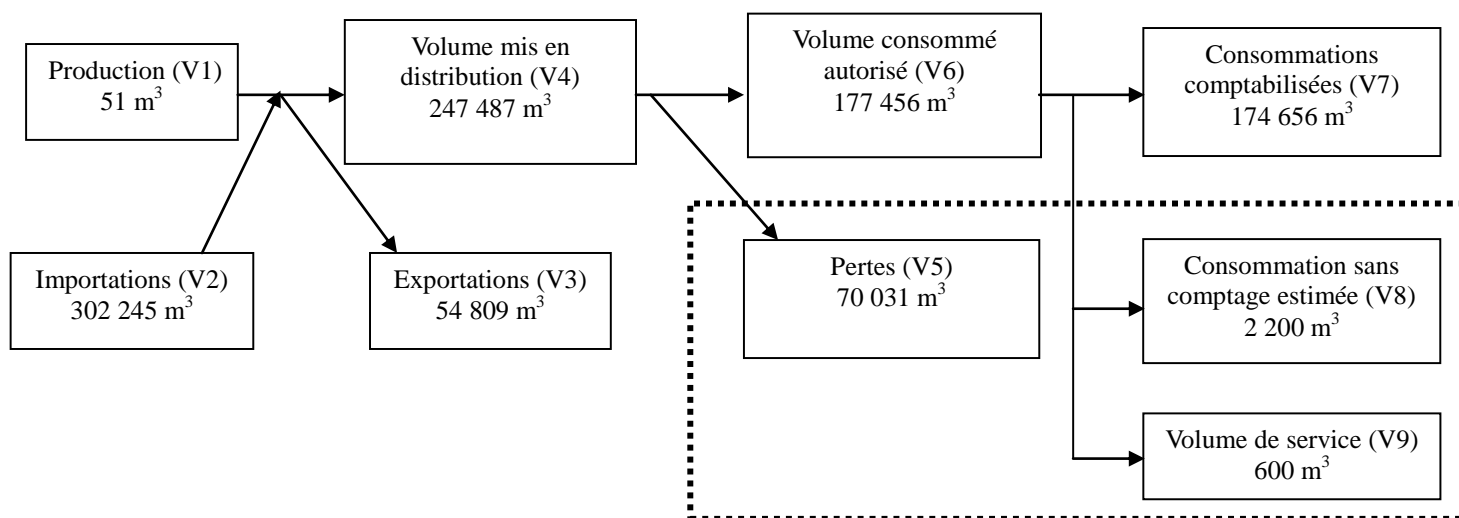 Production (V1)
51 m³
Volume mis en
distribution (V4)
247 487 m³
Volume consommé
autorisé (V6)
177 456 m³
Consommations
comptabilisées (V7)
174 656 m³
Importations (V2)
302 245 m³
Exportations (V3)
54 809 m³
Pertes (V5)
70 031 m³
Consommation sans
comptage estimée (V8)
2 200 m³
Volume de service (V9)
600 m³